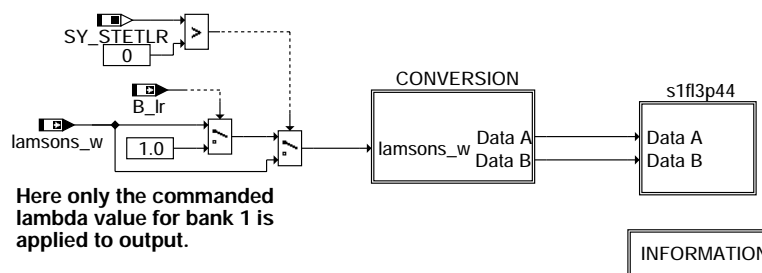 SY_STETLR
>
0
B_lr
lamsons_w
1.0
CONVERSION
lamsons_w
Data A
Data B
s1fl3p44
Data A
Data B
Here only the commanded
lambda value for bank 1 is
applied to output.
INFORMATION